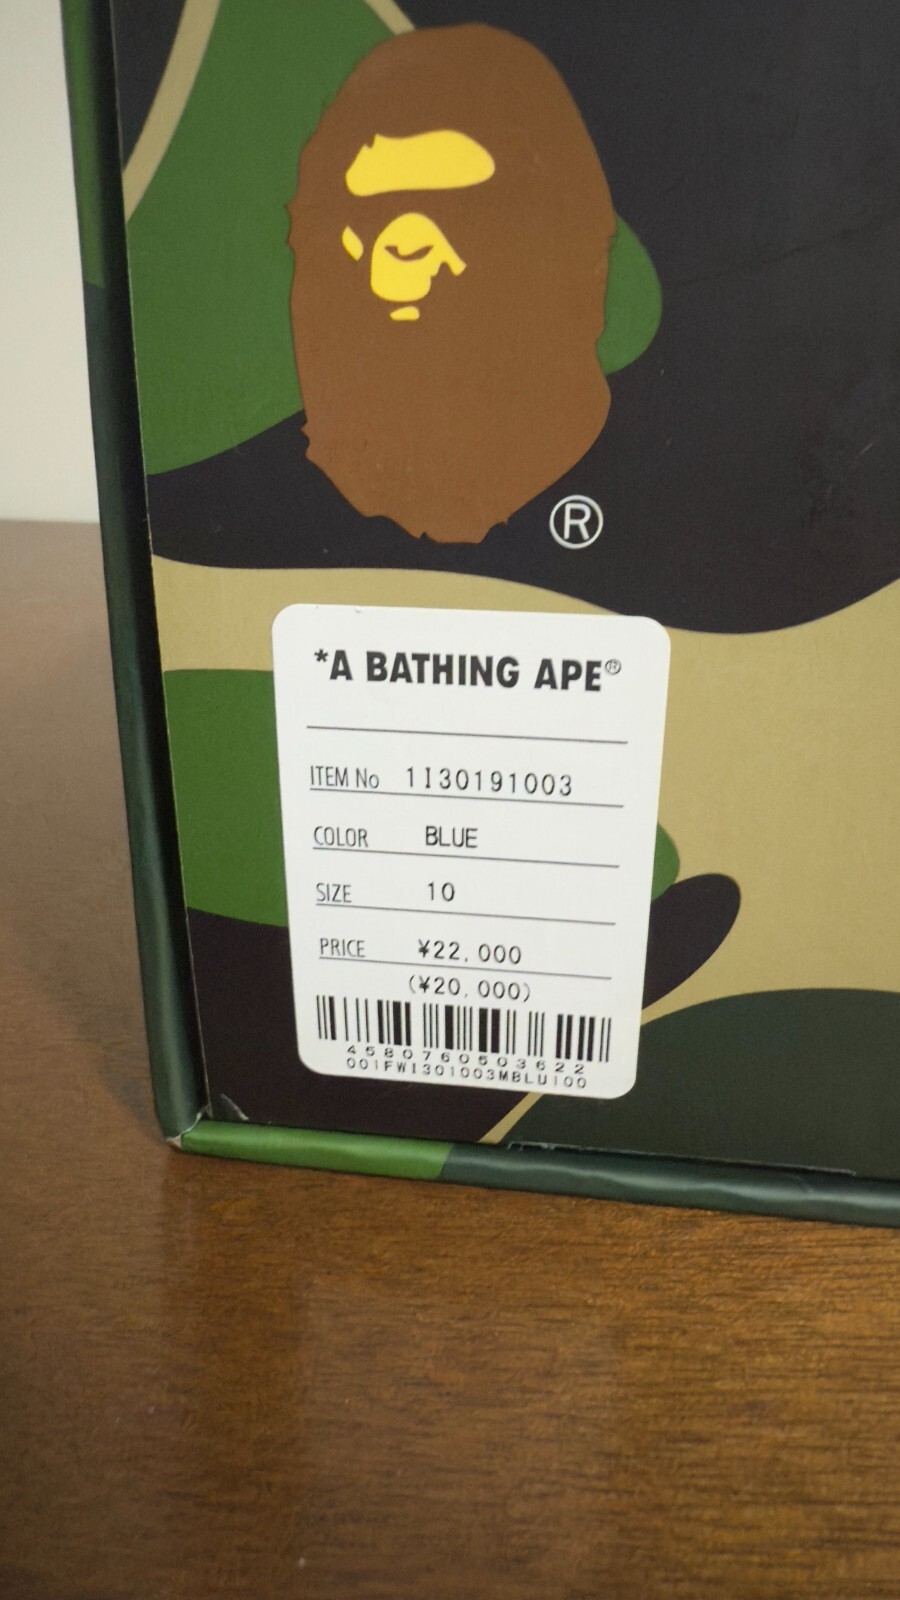 ®
*A BATHING APE®
ITEM No 1I30191003
COLOR BLUE
SIZE 10
PRICE ¥22,000
(¥20,000)
4580760503622
001FWI301003MBLU100